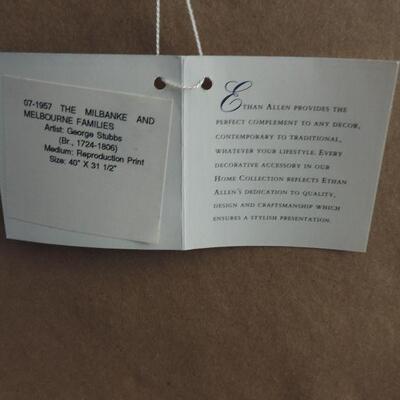 07-1957 THE MILBANKE AND
MELBOURNE FAMILIES
Artist: George Stubbs
(Br., 1724-1806)
Medium: Reproduction Print
Size: 40" X 31 1/2"
ETHAN ALLEN PROVIDES THE
PERFECT COMPLEMENT TO ANY DECOR,
CONTEMPORARY TO TRADITIONAL,
WHATEVER YOUR LIFESTYLE. EVERY
DECORATIVE ACCESSORY IN OUR
HOME COLLECTION REFLECTS ETHAN
ALLEN'S DEDICATION TO QUALITY,
DESIGN AND CRAFTSMANSHIP WHICH
ENSURES A STYLISH PRESENTATION.